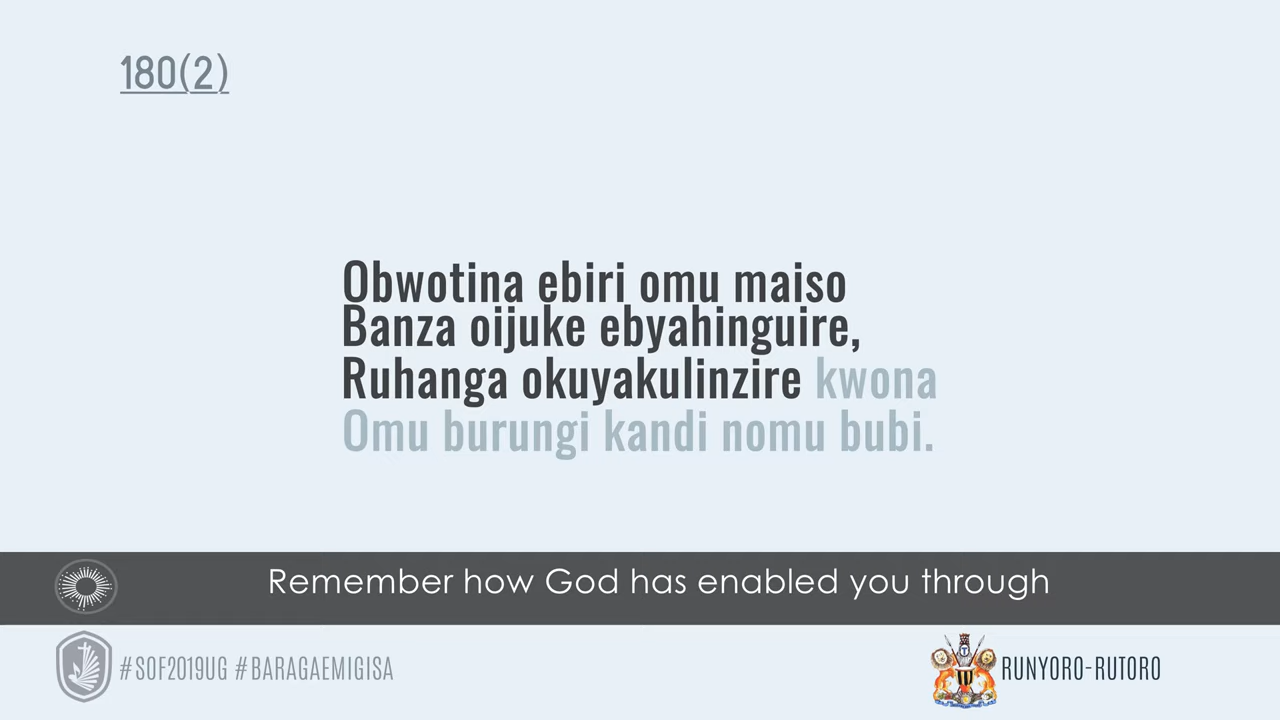 180(2)
Obwotina ebiri omu maiso
Banza oijuke ebyahinguire,
Ruhanga okuyakulinzire kwona
Omu burungi kandi nomu bubi.
Remember how God has enabled you through
#SOF2019UG #BARAGAEMIGISA
RUNYORO-RUTORO